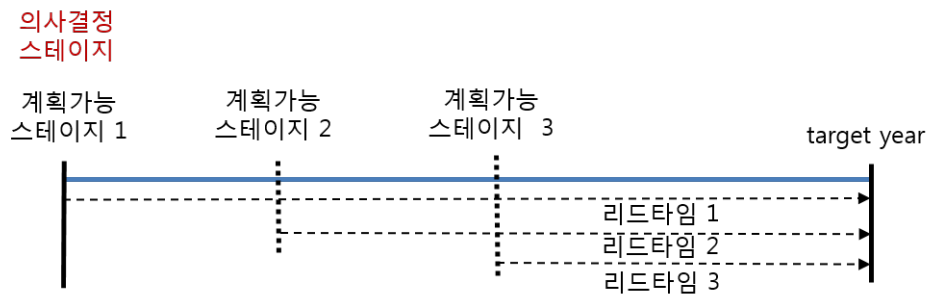 의사결정
스테이지
계획가능
스테이지 1
계획가능
스테이지 2
계획가능
스테이지 3
target year
리드타임 1
리드타임 2
리드타임 3